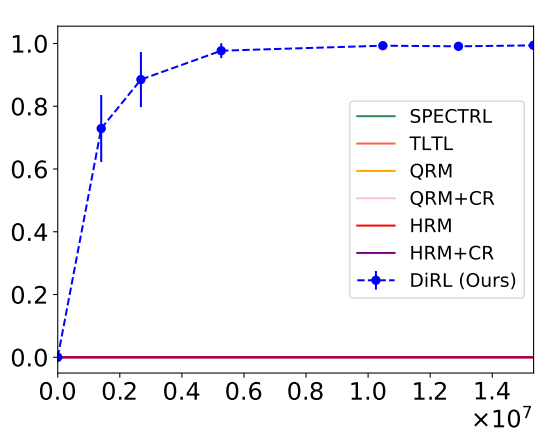 1.0
0.8
0.6
0.4
0.2
0.0
SPECTRL
TLTL
QRM
QRM+CR
HRM
HRM+CR
DiRL (Ours)
0.0 0.2 0.4 0.6 0.8 1.0 1.2 1.4
×10⁷